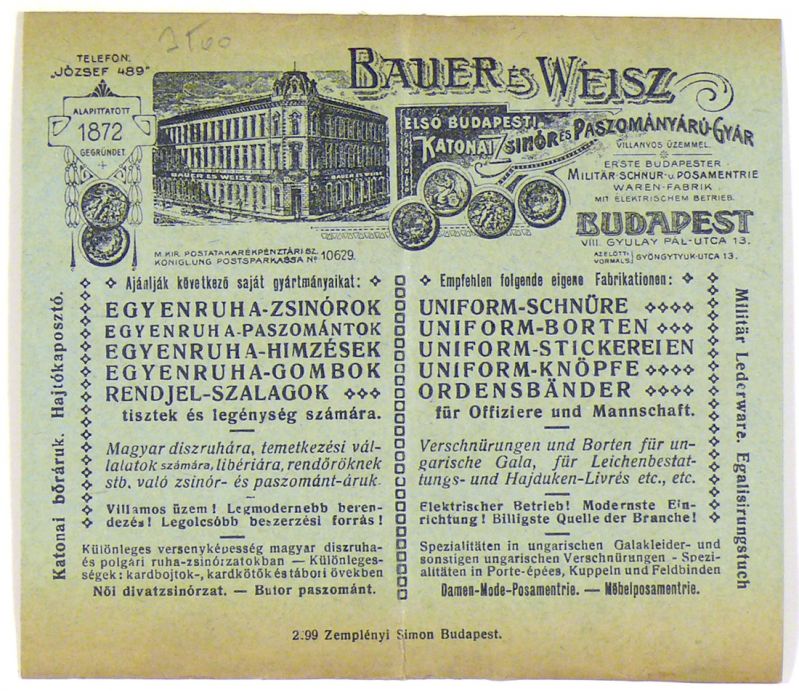 TELEFON:
„JÓZSEF 489"
ALAPITTATOTT
1872
GEGRÜNDET
BAUER ÉS WEISZ
ELSŐ BUDAPESTI
KATONAI ZSINÓR ÉS PASZOMÁNYÁRÚ-GYÁR
VILLANYOS ÜZEMMEL.
ERSTE BUDAPESTER
MILITÄR-SCHNUR- u. POSAMENTRIE
WAREN-FABRIK
MIT ELEKTRISCHEM BETRIEB.
BUDAPEST
VIII. GYULAY PÁL-UTCA 13.
AZELŐTT:
VORMALS:
GYÖNGYTYUK-UTCA 13.
BAUER ÉS WEISZ
BAUER ÉS WEISZ
M. KIR. POSTATAKARÉKPÉNZTÁRI SZ.
KÖNIGLUNG POSTSPARKASSA Nº 10629.
Ajánlják következő saját gyártmányaikat:
EGYENRUHA-ZSINÓROK
EGYENRUHA-PASZOMÁNTOK
EGYENRUHA-HIMZÉSEK
EGYENRUHA-GOMBOK
RENDJEL-SZALAGOK
tisztek és legénység számára.
Magyar diszruhára, temetkezési vál-
lalatok számára, libériára, rendőröknek
stb. való zsinór- és paszománt-áruk
Villamos üzem! Legmodernebb beren-
dezés! Legolcsóbb beszerzési forrás!
Különleges versenyképesség magyar diszruha-
és polgári ruha-zsinórzatokban — Különleges-
ségek: kardbojtok-, kardkötők és tábori övekben
Női divatzsinórzat. — Butor paszománt.
Empfehlen folgende eigene Fabrikationen:
UNIFORM-SCHNÜRE
UNIFORM-BORTEN
UNIFORM-STICKEREIEN
UNIFORM-KNÖPFE
ORDENSBÄNDER
für Offiziere und Mannschaft.
Verschnürungen und Borten für un-
garische Gala, für Leichenbestat-
tungs- und Hajduken-Livrés etc., etc.
Elektrischer Betrieb! Modernste Ein-
richtung! Billigste Quelle der Branche!
Spezialitäten in ungarischen Galakleider- und
sonstigen ungarischen Verschnürungen - Spezi-
alitäten in Porte-épées, Kuppeln und Feldbinden
Damen-Mode-Posamentrie. — Möbelposamentrie.
Katonai bőráruk. Hajtókaposztó.
Militär Lederware. Egalisirungstuch
2.99 Zemplényi Simon Budapest.